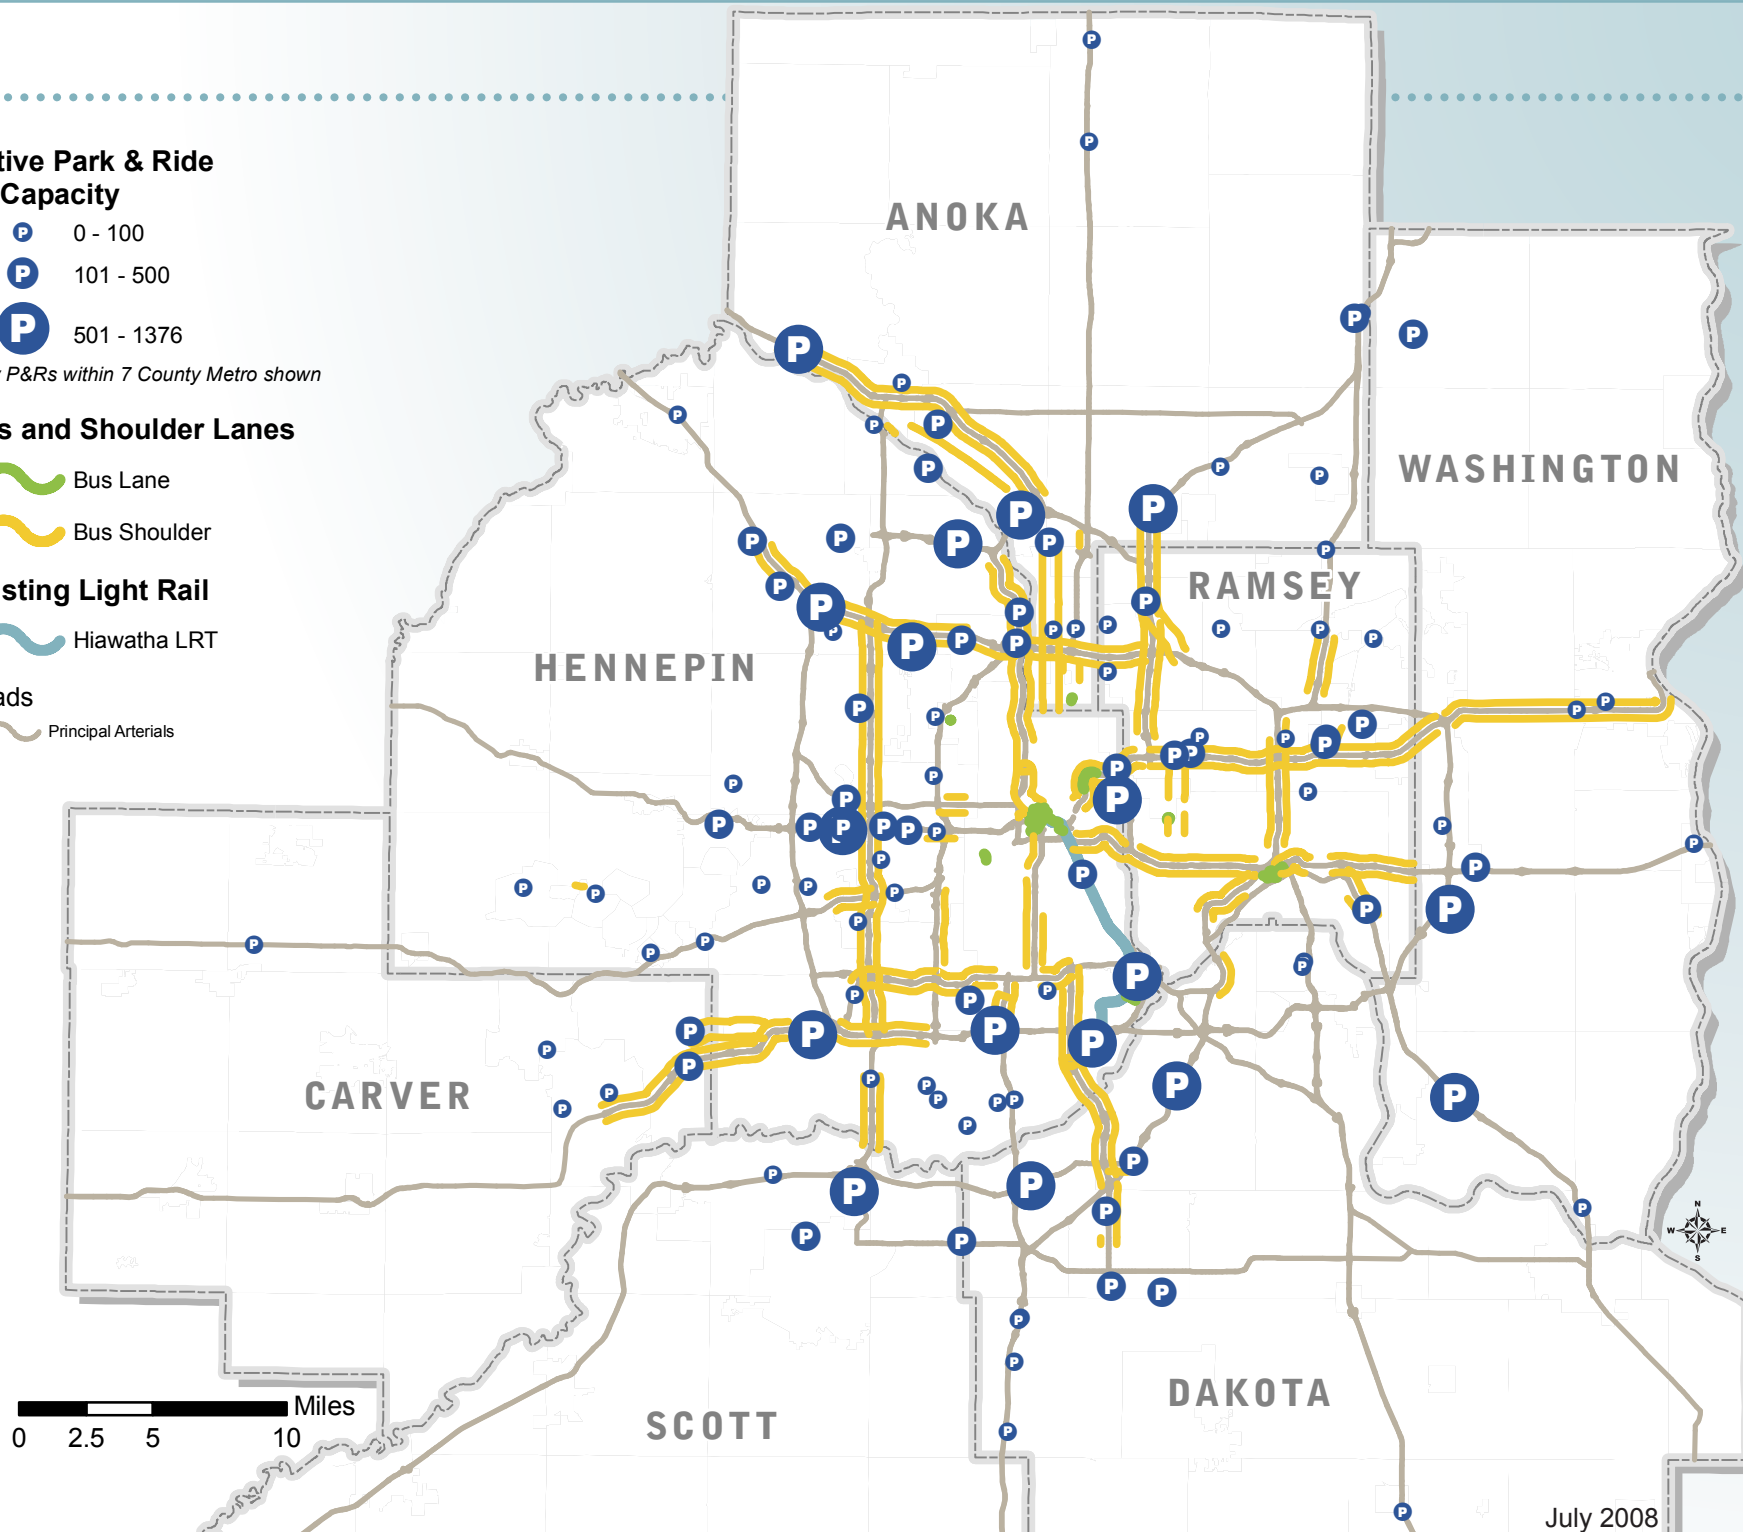 tive Park & Ride
Capacity
P 0 - 100
P 101 - 500
P 501 - 1376
P&Rs within 7 County Metro shown
s and Shoulder Lanes
Bus Lane
Bus Shoulder
sting Light Rail
Hiawatha LRT
ads
Principal Arterials
ANOKA
WASHINGTON
RAMSEY
HENNEPIN
CARVER
SCOTT
DAKOTA
N
W E
S
Miles
0 2.5 5 10
July 2008